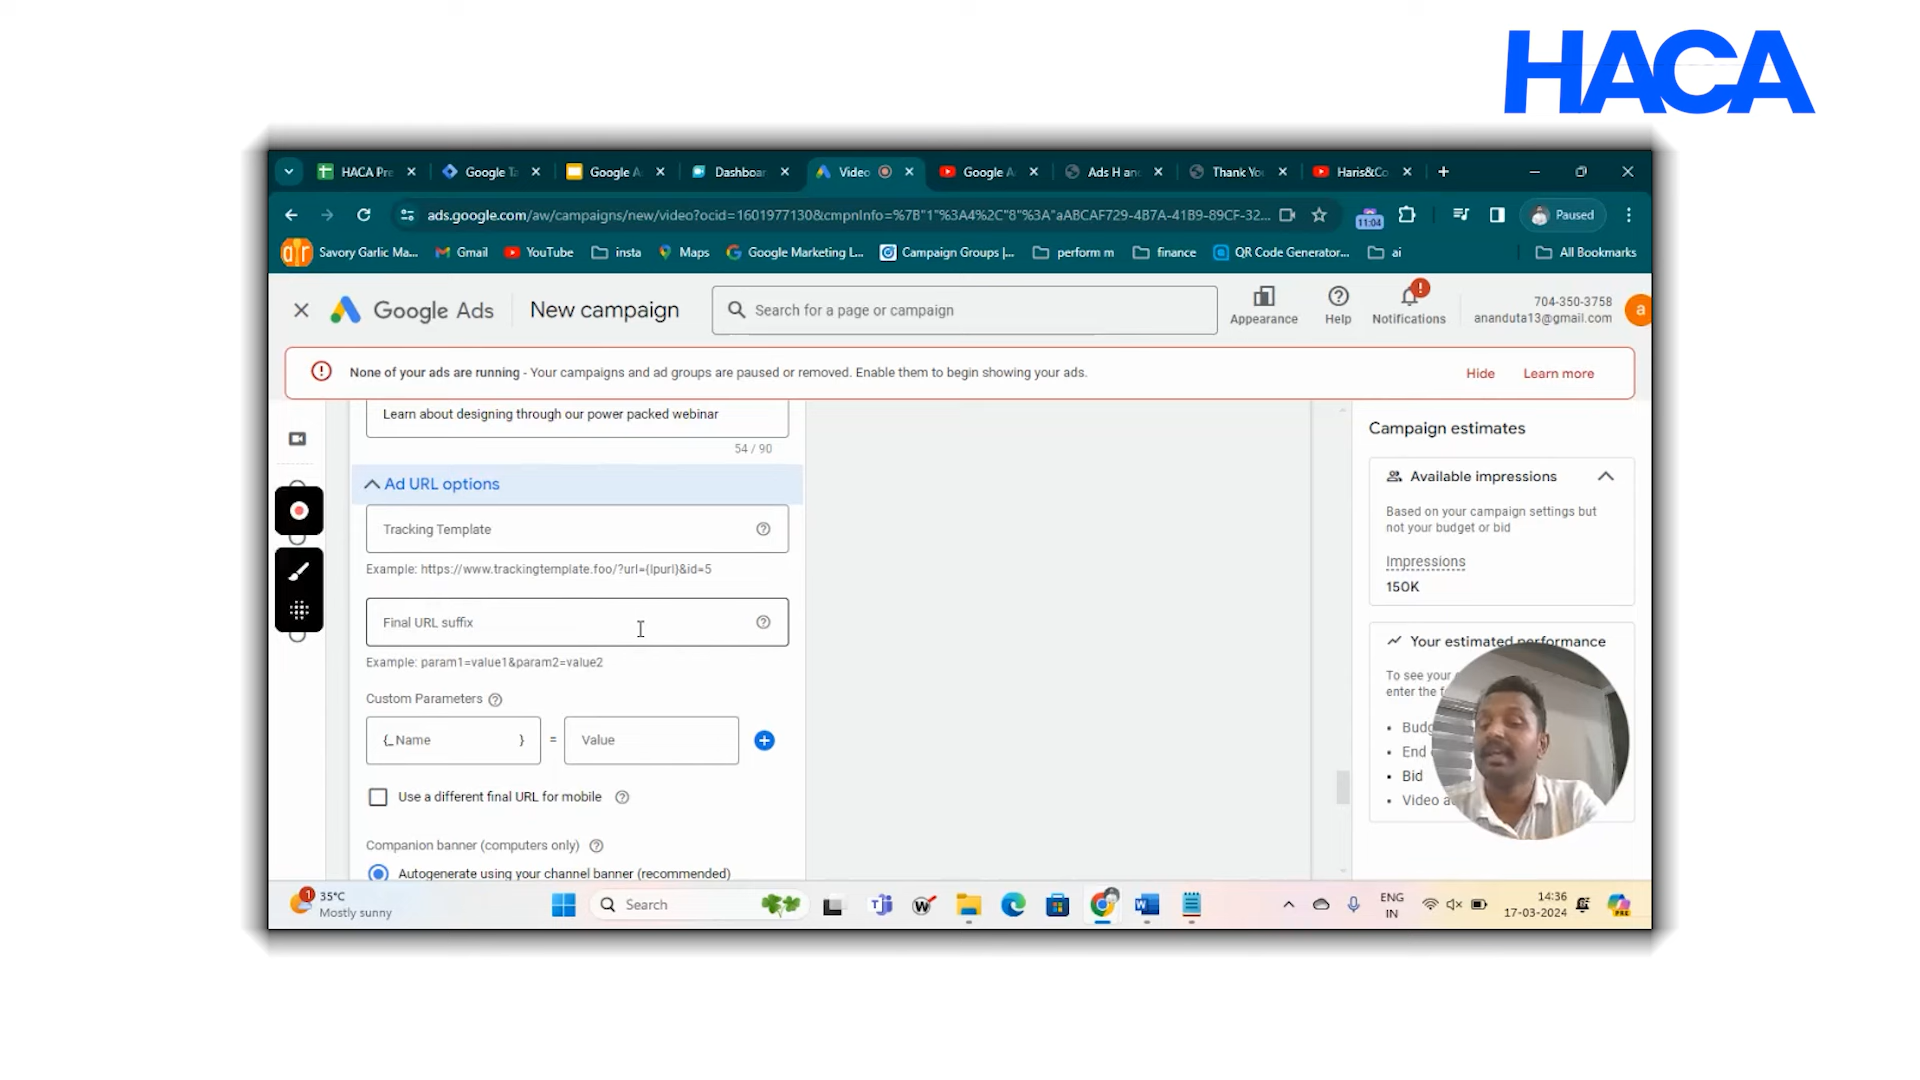 HACA
HACA Pre
Google Ta
Google A
Dashboar
Video
Google A
Ads H and
Thank You
Haris&Co
ads.google.com/aw/campaigns/new/video?ocid=1601977130&cmpnInfo=%7B"1"%3A4%2C"8"%3A"aABCAF729-4B7A-41B9-89CF-32...
11:04
Paused
Savory Garlic Ma...
Gmail
YouTube
insta
Maps
Google Marketing L...
Campaign Groups |...
perform m
finance
QR Code Generator...
ai
All Bookmarks
Google Ads
New campaign
Search for a page or campaign
Appearance
Help
Notifications
704-350-3758
ananduta13@gmail.com
a
None of your ads are running - Your campaigns and ad groups are paused or removed. Enable them to begin showing your ads.
Hide
Learn more
Learn about designing through our power packed webinar
54 / 90
Ad URL options
Tracking Template
Example: https://www.trackingtemplate.foo/?url={lpurl}&id=5
Final URL suffix
Example: param1=value1&param2=value2
Custom Parameters
{_Name }
=
Value
Use a different final URL for mobile
Companion banner (computers only)
Autogenerate using your channel banner (recommended)
Campaign estimates
Available impressions
Based on your campaign settings but
not your budget or bid
Impressions
150K
Your estimated performance
To see your
enter the f
Budg
End
Bid
Video a
1
35°C
Mostly sunny
Search
ENG
IN
14:36
17-03-2024